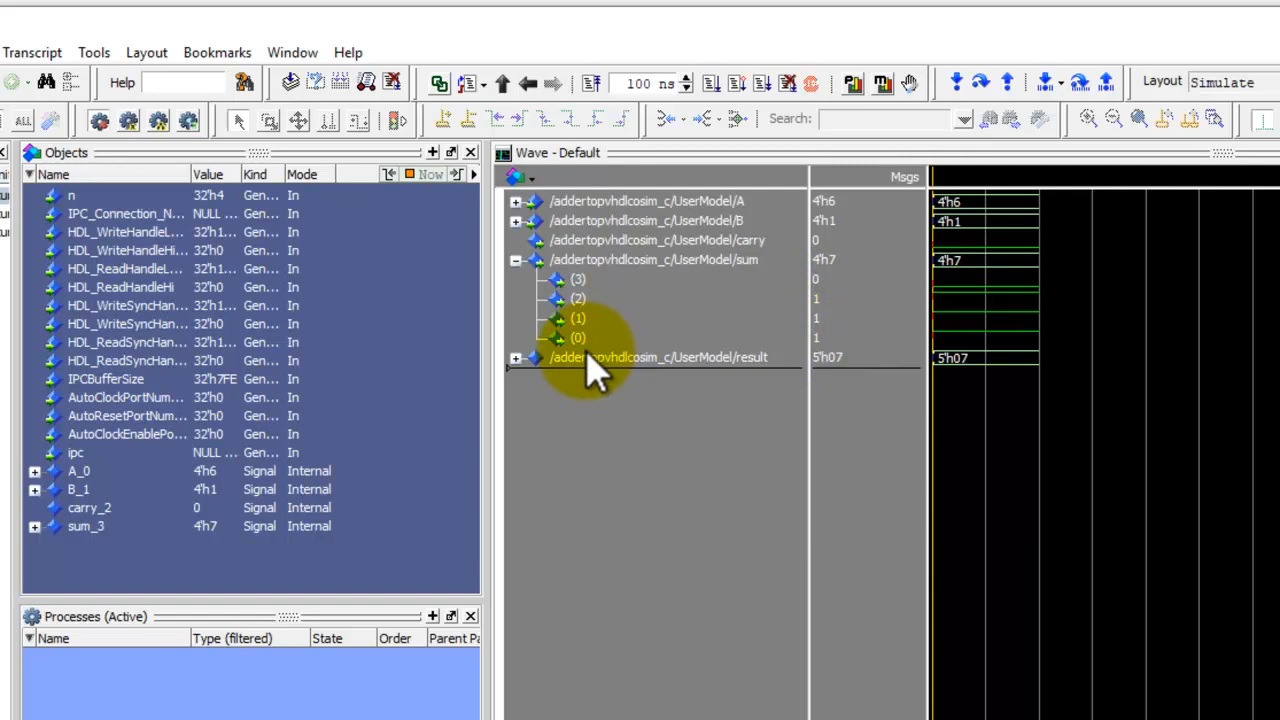 Transcript Tools Layout Bookmarks Window Help
Help 100 ns Layout Simulate
ALL Search:
Objects
Name Value Kind Mode Now
n 32'h4 Gen... In
IPC_Connection_N... NULL ... Gen... In
HDL_WriteHandleL... 32'h1... Gen... In
HDL_WriteHandleHi... 32'h0 Gen... In
HDL_ReadHandleL... 32'h1... Gen... In
HDL_ReadHandleHi 32'h0 Gen... In
HDL_WriteSyncHan... 32'h1... Gen... In
HDL_WriteSyncHan... 32'h0 Gen... In
HDL_ReadSyncHan... 32'h1... Gen... In
HDL_ReadSyncHan... 32'h0 Gen... In
IPCBufferSize 32'h7FE Gen... In
AutoClockPortNum... 32'h0 Gen... In
AutoResetPortNum... 32'h0 Gen... In
AutoClockEnablePo... 32'h0 Gen... In
ipc NULL ... Gen... In
A_0 4'h6 Signal Internal
B_1 4'h1 Signal Internal
carry_2 0 Signal Internal
sum_3 4'h7 Signal Internal
Processes (Active)
Name Type (filtered) State Order Parent Pa
Wave - Default
Msgs
/addertopvhdlcosim_c/UserModel/A 4'h6 4'h6
/addertopvhdlcosim_c/UserModel/B 4'h1 4'h1
/addertopvhdlcosim_c/UserModel/carry 0
/addertopvhdlcosim_c/UserModel/sum 4'h7 4'h7
(3) 0
(2) 1
(1) 1
(0) 1
/addertopvhdlcosim_c/UserModel/result 5'h07 5'h07